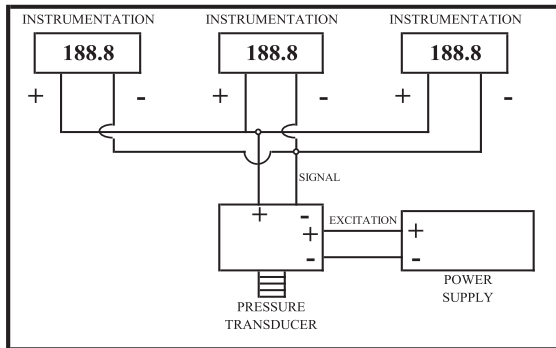 INSTRUMENTATION INSTRUMENTATION INSTRUMENTATION
188.8 188.8 188.8
+ - + - + -
SIGNAL
+ -
EXCITATION
+ +
- -
PRESSURE
TRANSDUCER
POWER
SUPPLY